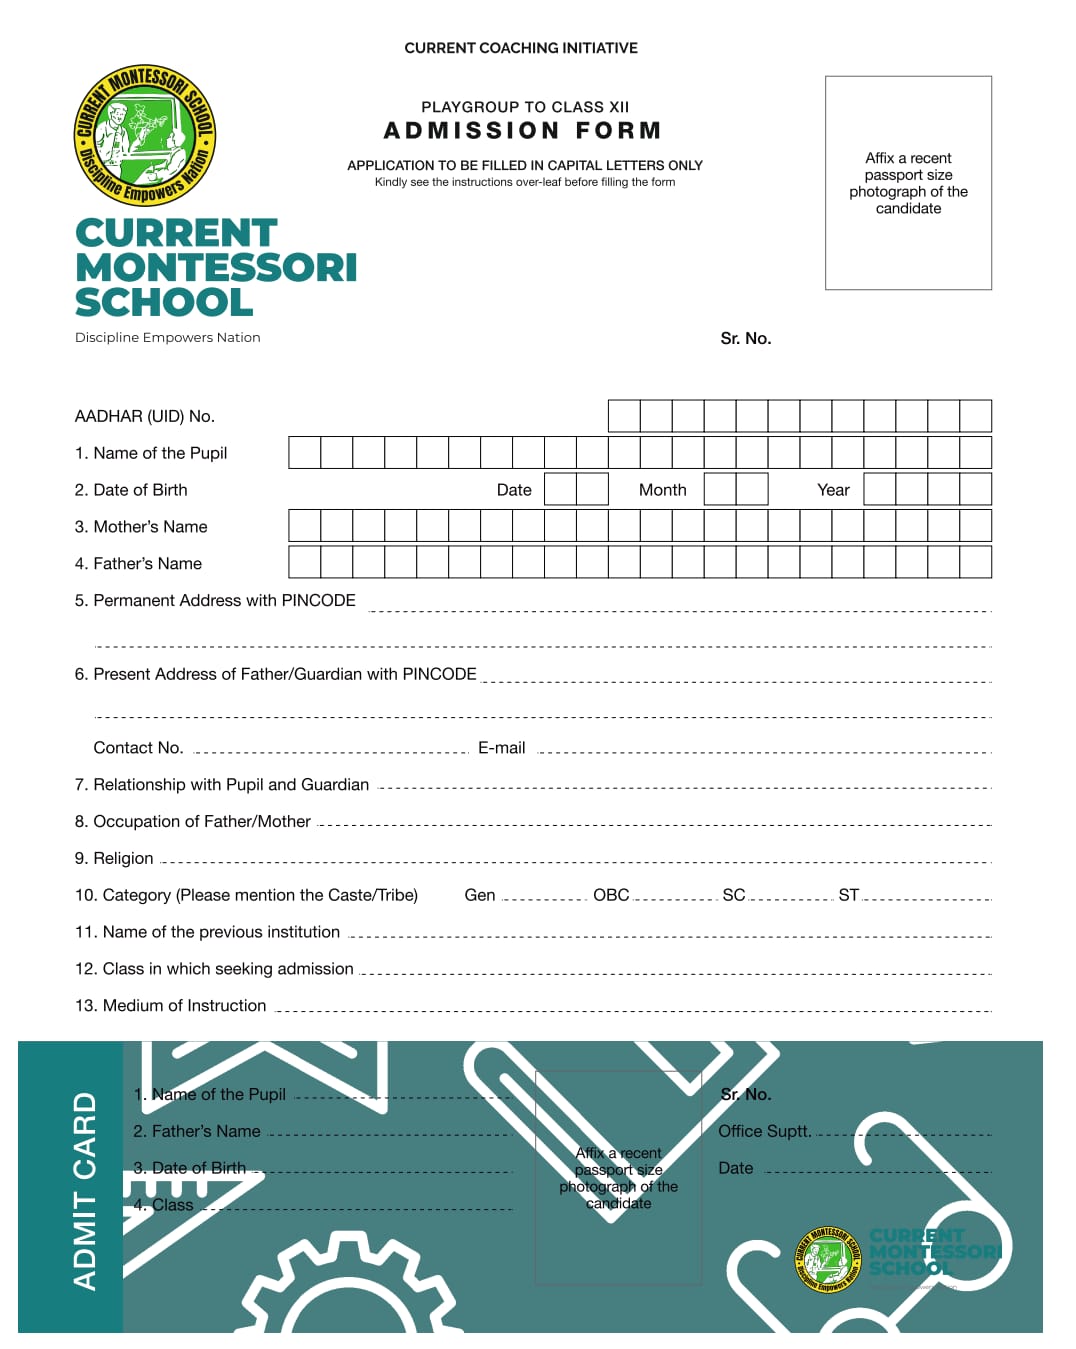 CURRENT COACHING INITIATIVE
CURRENT MONTESSORI SCHOOL
Discipline Empowers Nation
PLAYGROUP TO CLASS XII
ADMISSION FORM
APPLICATION TO BE FILLED IN CAPITAL LETTERS ONLY
Kindly see the instructions over-leaf before filling the form
Affix a recent
passport size
photograph of the
candidate
CURRENT
MONTESSORI
SCHOOL
Discipline Empowers Nation
Sr. No.
AADHAR (UID) No.
1. Name of the Pupil
2. Date of Birth Date Month Year
3. Mother's Name
4. Father's Name
5. Permanent Address with PINCODE
6. Present Address of Father/Guardian with PINCODE
Contact No. E-mail
7. Relationship with Pupil and Guardian
8. Occupation of Father/Mother
9. Religion
10. Category (Please mention the Caste/Tribe) Gen OBC SC ST
11. Name of the previous institution
12. Class in which seeking admission
13. Medium of Instruction
ADMIT CARD
1. Name of the Pupil
2. Father's Name
3. Date of Birth
4. Class
Affix a recent
passport size
photograph of the
candidate
Sr. No.
Office Suptt.
Date
CURRENT MONTESSORI SCHOOL
Discipline Empowers Nation
CURRENT
MONTESSORI
SCHOOL